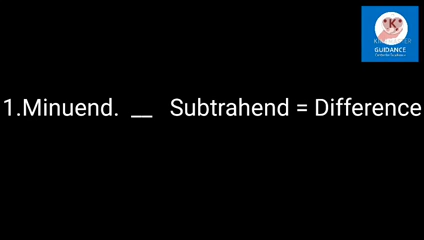 K
GUIDANCE
1.Minuend. __ Subtrahend = Difference